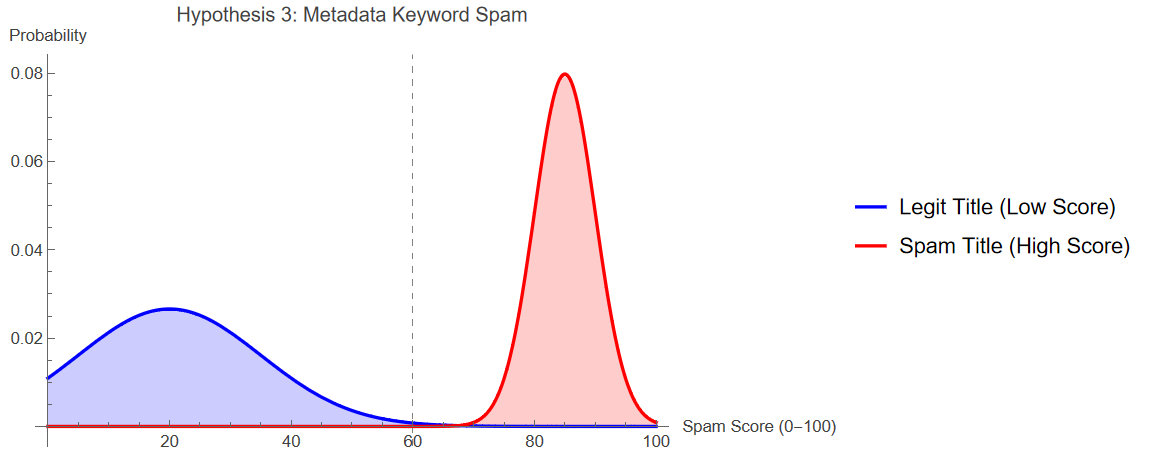 Hypothesis 3: Metadata Keyword Spam
Probability
0.08
0.06
0.04
0.02
20 40 60 80 100
Spam Score (0–100)
Legit Title (Low Score)
Spam Title (High Score)